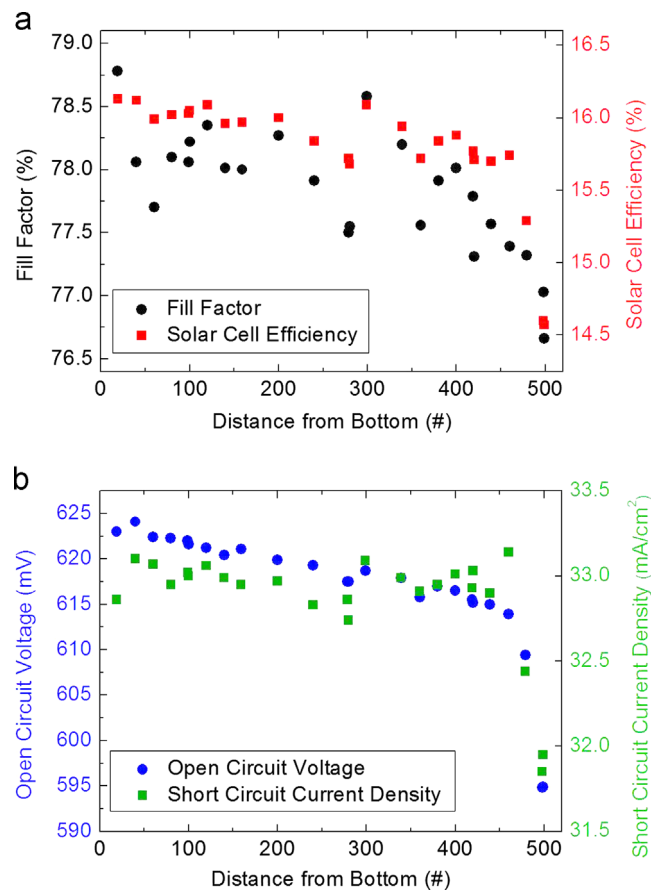 a
79.0
78.5
78.0
77.5
77.0
76.5
Fill Factor (%)
16.5
16.0
15.5
15.0
14.5
Solar Cell Efficiency (%)
Fill Factor
Solar Cell Efficiency
0 100 200 300 400 500
Distance from Bottom (#)
b
625
620
615
610
605
600
595
590
Open Circuit Voltage (mV)
33.5
33.0
32.5
32.0
31.5
Short Circuit Current Density (mA/cm²)
Open Circuit Voltage
Short Circuit Current Density
0 100 200 300 400 500
Distance from Bottom (#)